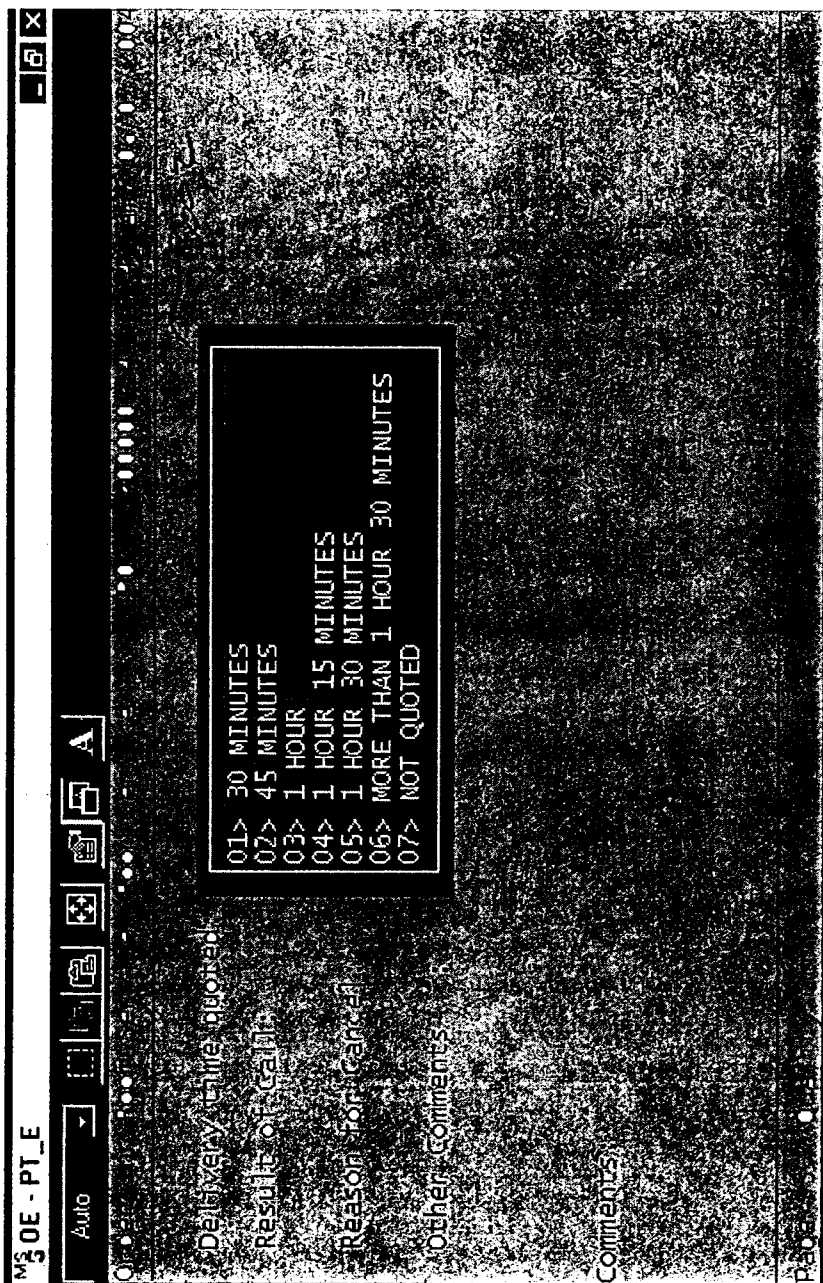 OE - PT_E
Auto
A
Delivery time quoted
01> 30 MINUTES
02> 45 MINUTES
03> 1 HOUR
04> 1 HOUR 15 MINUTES
05> 1 HOUR 30 MINUTES
06> MORE THAN 1 HOUR 30 MINUTES
07> NOT QUOTED
Result of Call
Reason for Cancel
Other Comments
Comments